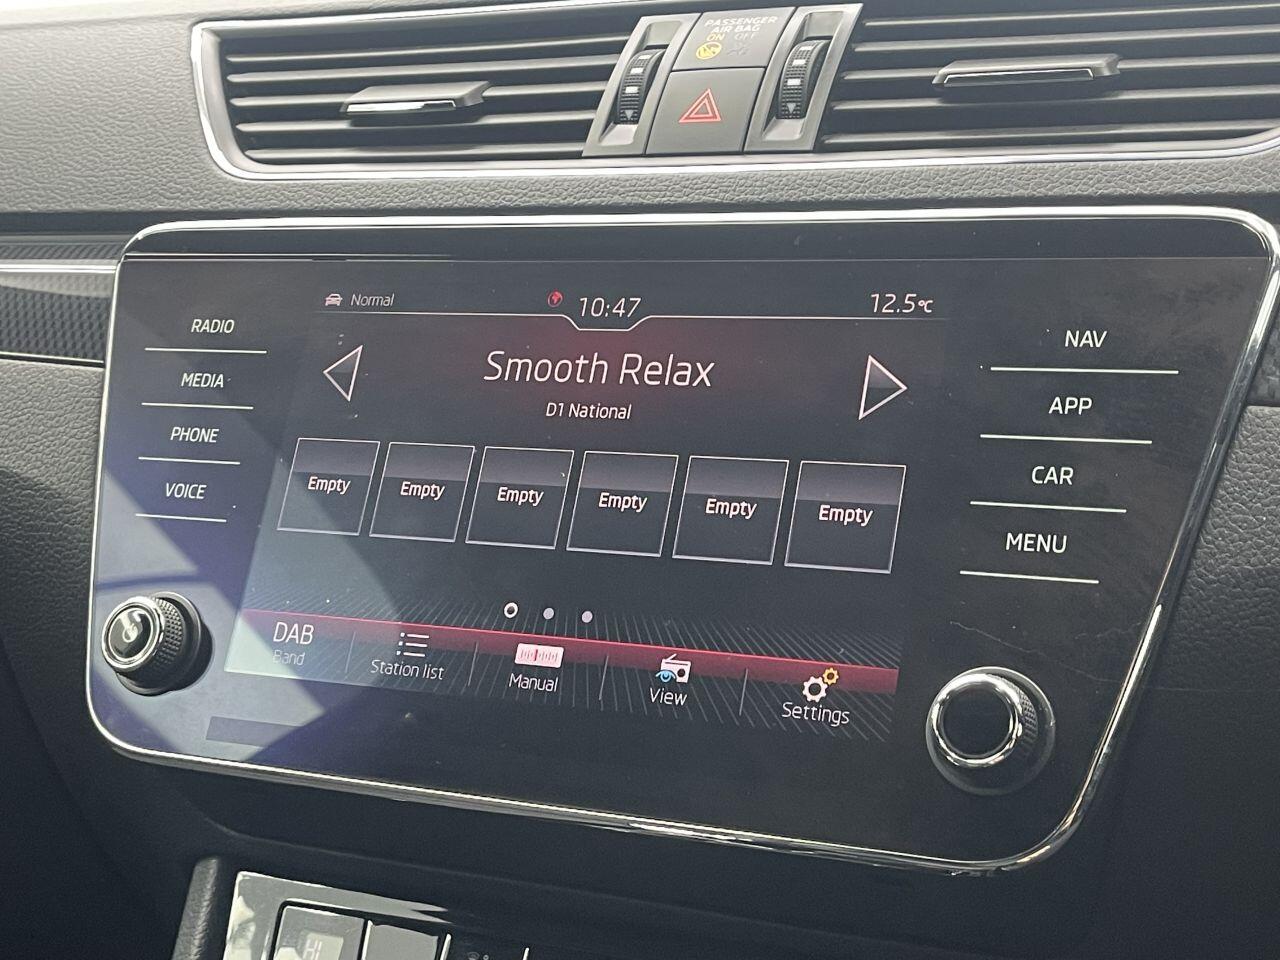 PASSENGER
AIR BAG
ON OFF
Normal
10:47
12.5°C
RADIO
MEDIA
PHONE
VOICE
Smooth Relax
D1 National
Empty Empty Empty Empty Empty Empty
NAV
APP
CAR
MENU
DAB
Band
Station list
Manual
View
Settings
HI